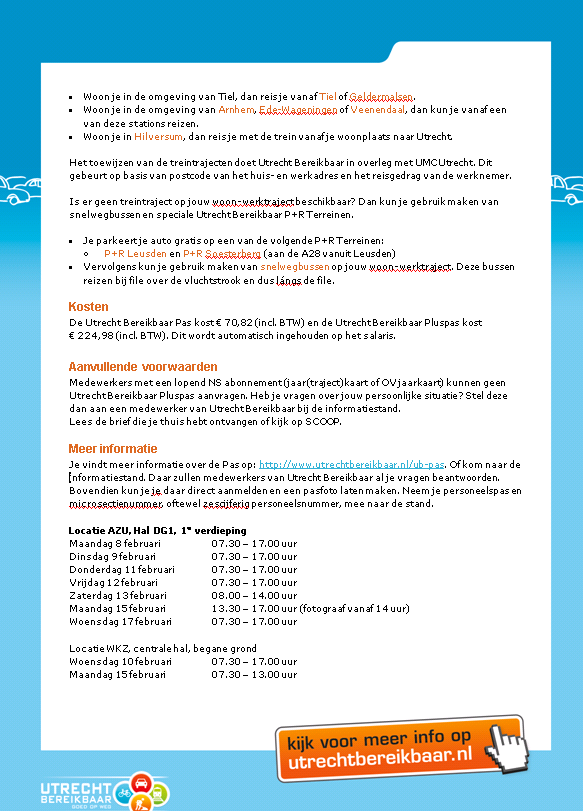 • Woon je in de omgeving van Tiel, dan reis je vanaf Tiel of Geldermalsen.
• Woon je in de omgeving van Arnhem, Ede-Wageningen of Veenendaal, dan kun je vanaf een
van deze stations reizen.
• Woon je in Hilversum, dan reis je met de trein vanaf je woonplaats naar Utrecht.
Het toewijzen van de treintrajecten doet Utrecht Bereikbaar in overleg met UMC Utrecht. Dit
gebeurt op basis van postcode van het huis- en werkadres en het reisgedrag van de werknemer.
Is er geen treintraject op jouw woon-werktraject beschikbaar? Dan kun je gebruik maken van
snelwegbussen en speciale Utrecht Bereikbaar P+R Terreinen.
• Je parkeert je auto gratis op een van de volgende P+R Terreinen:
o P+R Leusden en P+R Soesterberg (aan de A28 vanuit Leusden)
• Vervolgens kun je gebruik maken van snelwegbussen op jouw woon-werktraject. Deze bussen
reizen bij file over de vluchtstrook en dus lángs de file.
Kosten
De Utrecht Bereikbaar Pas kost € 70,82 (incl. BTW) en de Utrecht Bereikbaar Pluspas kost
€ 224,98 (incl. BTW). Dit wordt automatisch ingehouden op het salaris.
Aanvullende voorwaarden
Medewerkers met een lopend NS abonnement (jaar(traject)kaart of OV jaarkaart) kunnen geen
Utrecht Bereikbaar Pluspas aanvragen. Heb je vragen over jouw persoonlijke situatie? Stel deze
dan aan een medewerker van Utrecht Bereikbaar bij de informatiestand.
Lees de brief die je thuis hebt ontvangen of kijk op SCOOP.
Meer informatie
Je vindt meer informatie over de Pas op: http://www.utrechtbereikbaar.nl/ub-pas. Of kom naar de
informatiestand. Daar zullen medewerkers van Utrecht Bereikbaar al je vragen beantwoorden.
Bovendien kun je je daar direct aanmelden en een pasfoto laten maken. Neem je personeelspas en
microsectienummer, oftewel zescijferig personeelsnummer, mee naar de stand.
Locatie AZU, Hal DG1, 1e verdieping
Maandag 8 februari 07.30 – 17.00 uur
Dinsdag 9 februari 07.30 – 17.00 uur
Donderdag 11 februari 07.30 – 17.00 uur
Vrijdag 12 februari 07.30 – 17.00 uur
Zaterdag 13 februari 08.00 – 14.00 uur
Maandag 15 februari 13.30 – 17.00 uur (fotograaf vanaf 14 uur)
Woensdag 17 februari 07.30 – 17.00 uur
Locatie WKZ, centrale hal, begane grond
Woensdag 10 februari 07.30 – 17.00 uur
Maandag 15 februari 07.30 – 13.00 uur
kijk voor meer info op
utrechtbereikbaar.nl
UTRECHT
BEREIKBAAR
GOED OP WEG